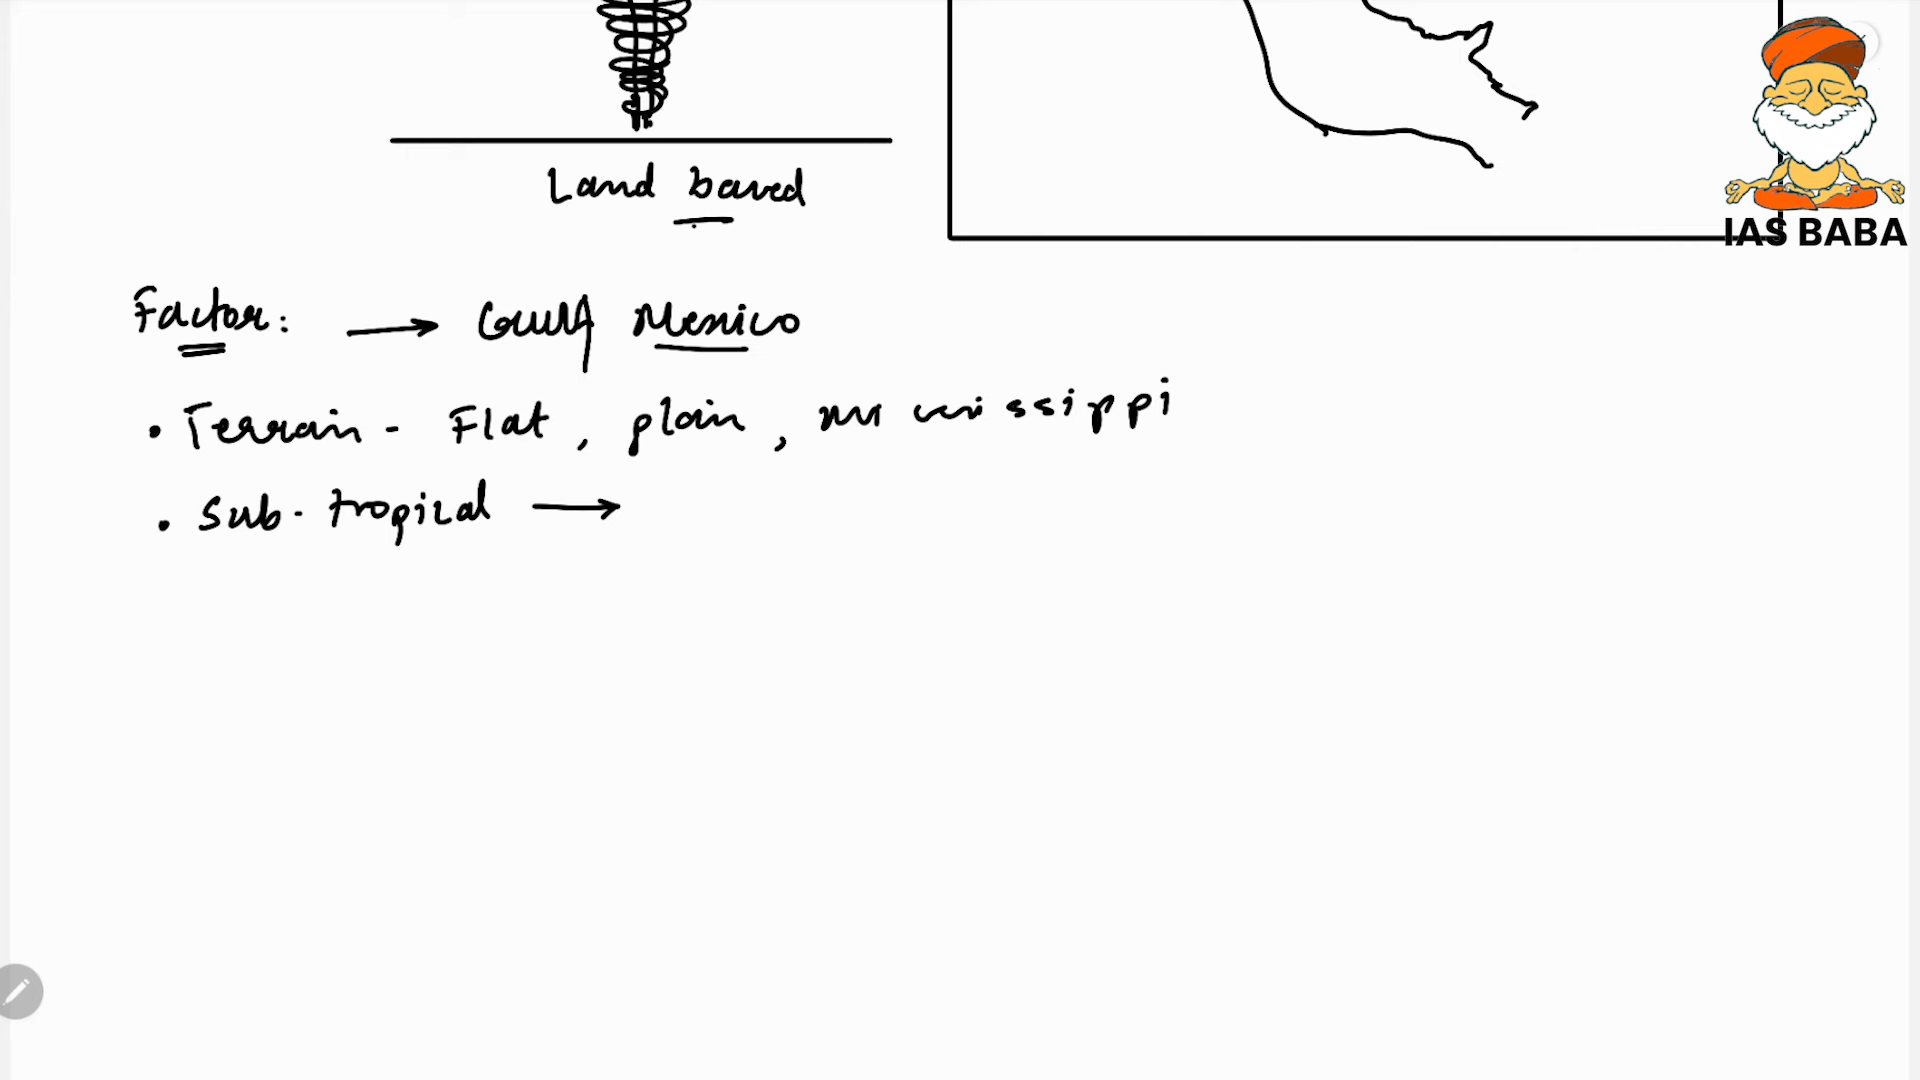 Land based
IAS BABA
Factor: → Gulf Mexico
• Terrain - Flat, plain, mississippi
• Sub-tropical →